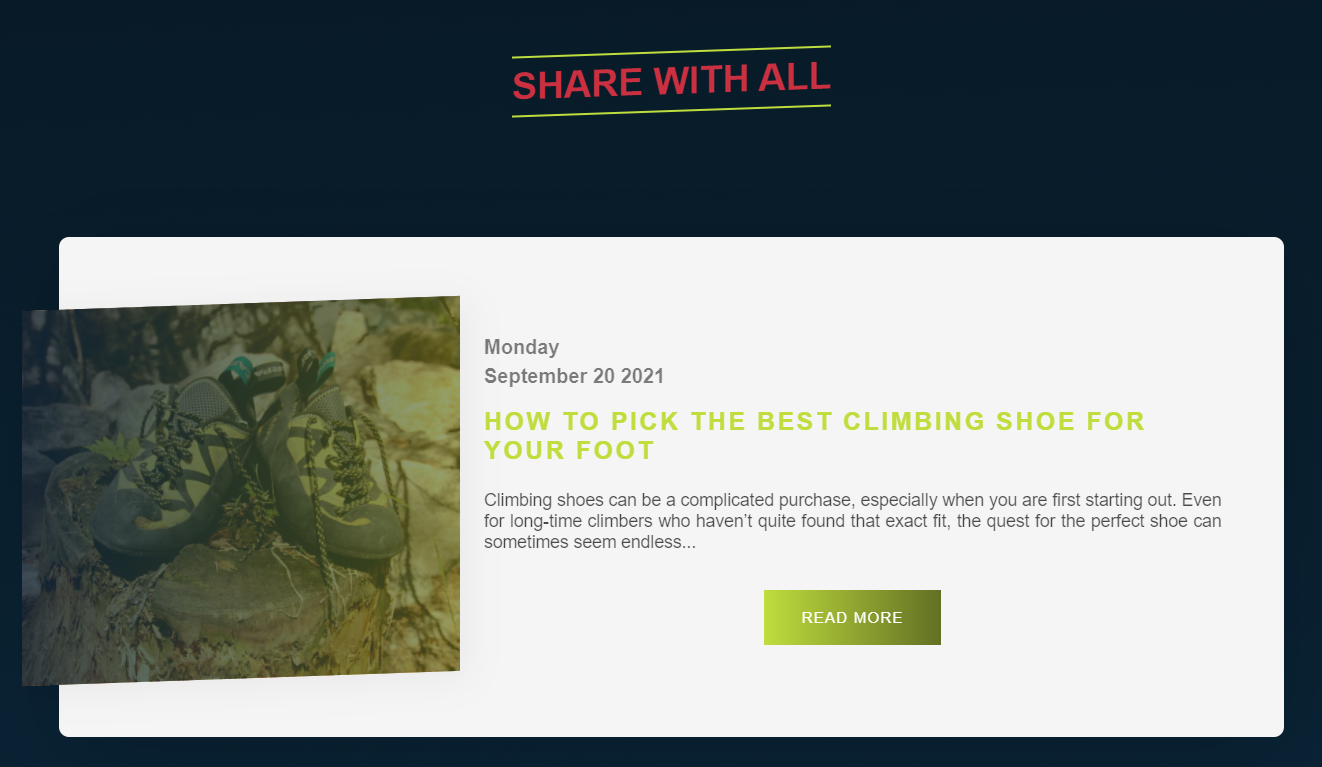 SHARE WITH ALL
Monday
September 20 2021
HOW TO PICK THE BEST CLIMBING SHOE FOR
YOUR FOOT
Climbing shoes can be a complicated purchase, especially when you are first starting out. Even
for long-time climbers who haven’t quite found that exact fit, the quest for the perfect shoe can
sometimes seem endless...
READ MORE